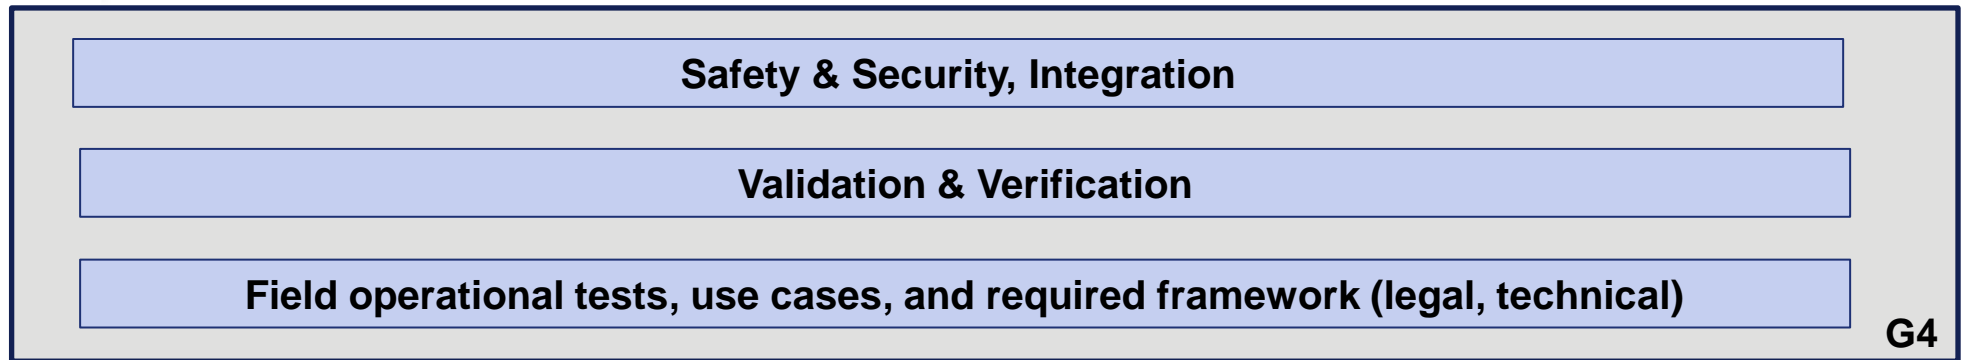 Safety & Security, Integration
Validation & Verification
Field operational tests, use cases, and required framework (legal, technical)
G4